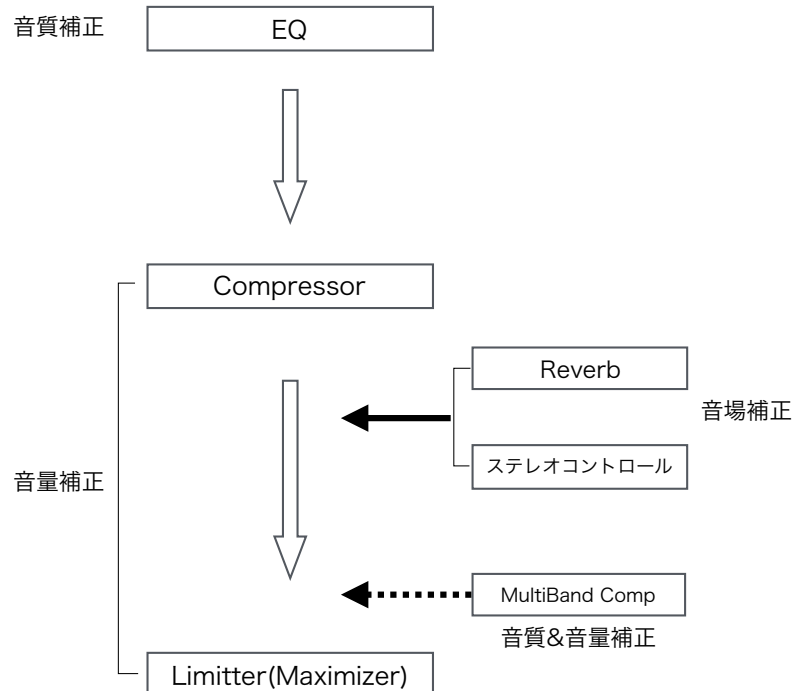 音質補正
EQ
Compressor
Reverb
音場補正
ステレオコントロール
音量補正
MultiBand Comp
音質&音量補正
Limitter(Maximizer)